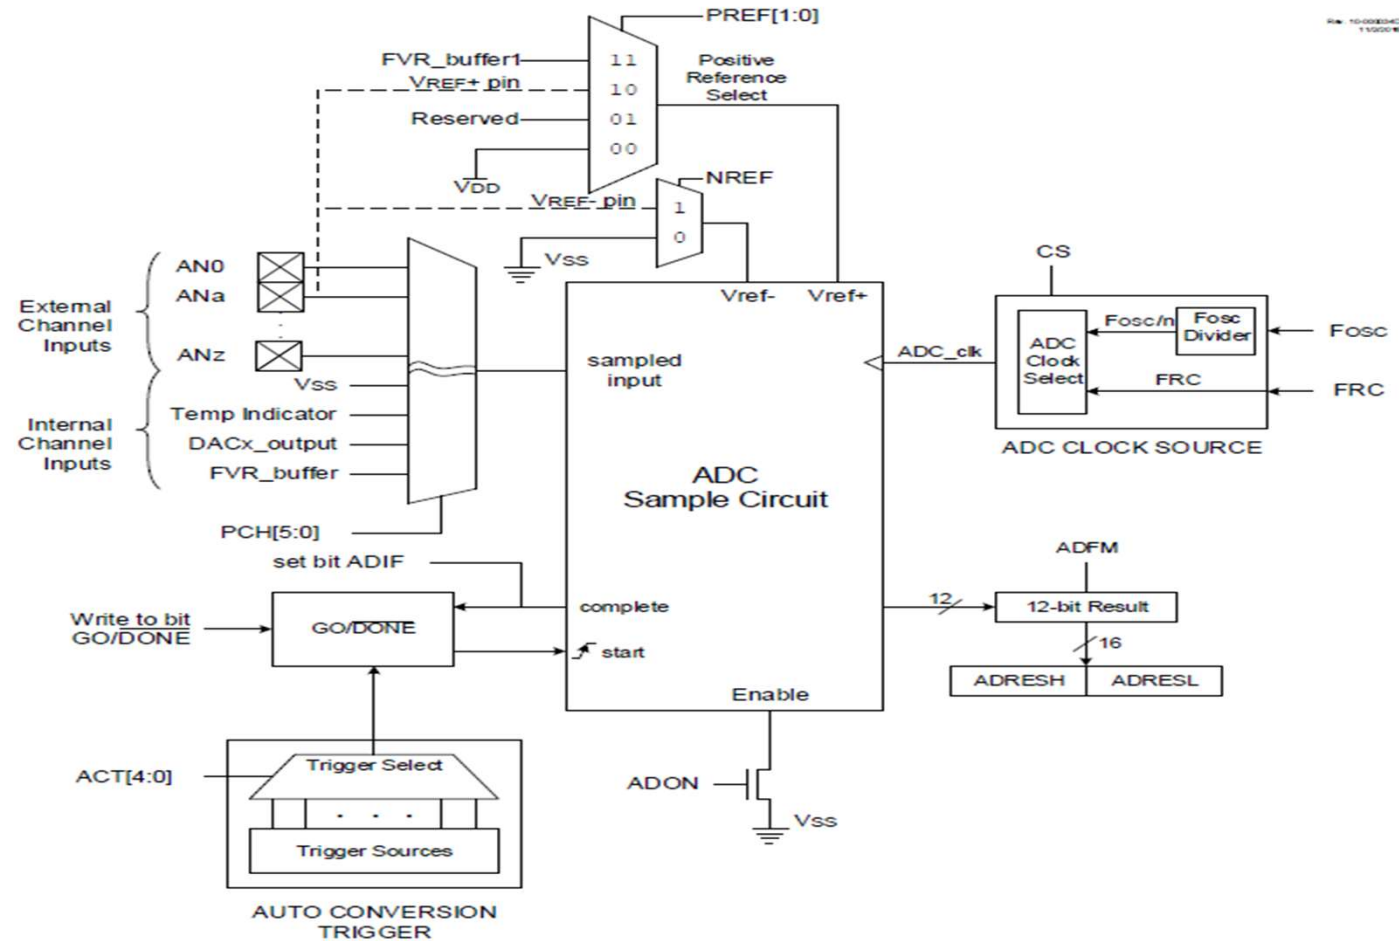 PREF[1:0]
FVR_buffer1
11
Positive
Reference
Select
VREF+ pin
10
Reserved
01
00
VDD
NREF
VREF- pin
1
0
VSS
AN0
ANa
External
Channel
Inputs
ANz
VSS
Temp Indicator
Internal
Channel
Inputs
DACx_output
FVR_buffer
PCH[5:0]
Vref-
Vref+
sampled
input
ADC
Sample Circuit
CS
ADC_clk
ADC
Clock
Select
Fosc/n
Fosc
Divider
Fosc
FRC
FRC
ADC CLOCK SOURCE
set bit ADIF
Write to bit
GO/DONE
GO/DONE
complete
start
Enable
12
ADFM
12-bit Result
16
ADRESH
ADRESL
ACT[4:0]
Trigger Select
. . .
Trigger Sources
AUTO CONVERSION
TRIGGER
ADON
VSS